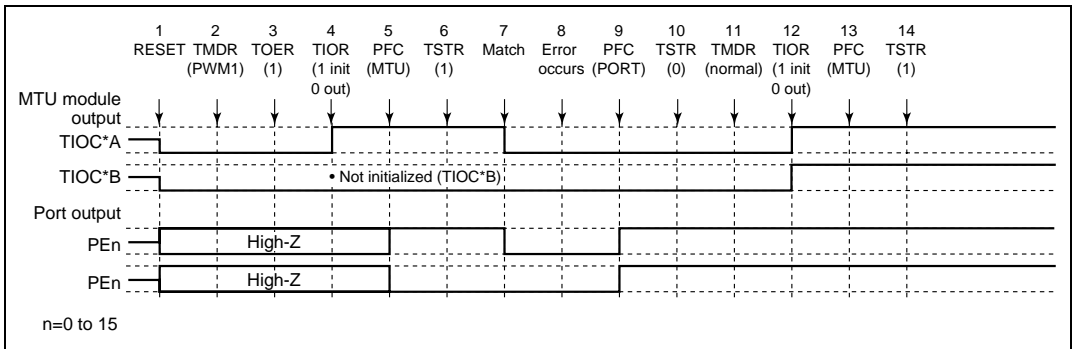 1 2 3 4 5 6 7 8 9 10 11 12 13 14
RESET TMDR TOER TIOR PFC TSTR Match Error PFC TSTR TMDR TIOR PFC TSTR
(PWM1) (1) (1 init (MTU) (1) occurs (PORT) (0) (normal) (1 init (MTU) (1)
0 out) 0 out)
MTU module
output
TIOC*A
TIOC*B
• Not initialized (TIOC*B)
Port output
PEn
High-Z
PEn
High-Z
n=0 to 15